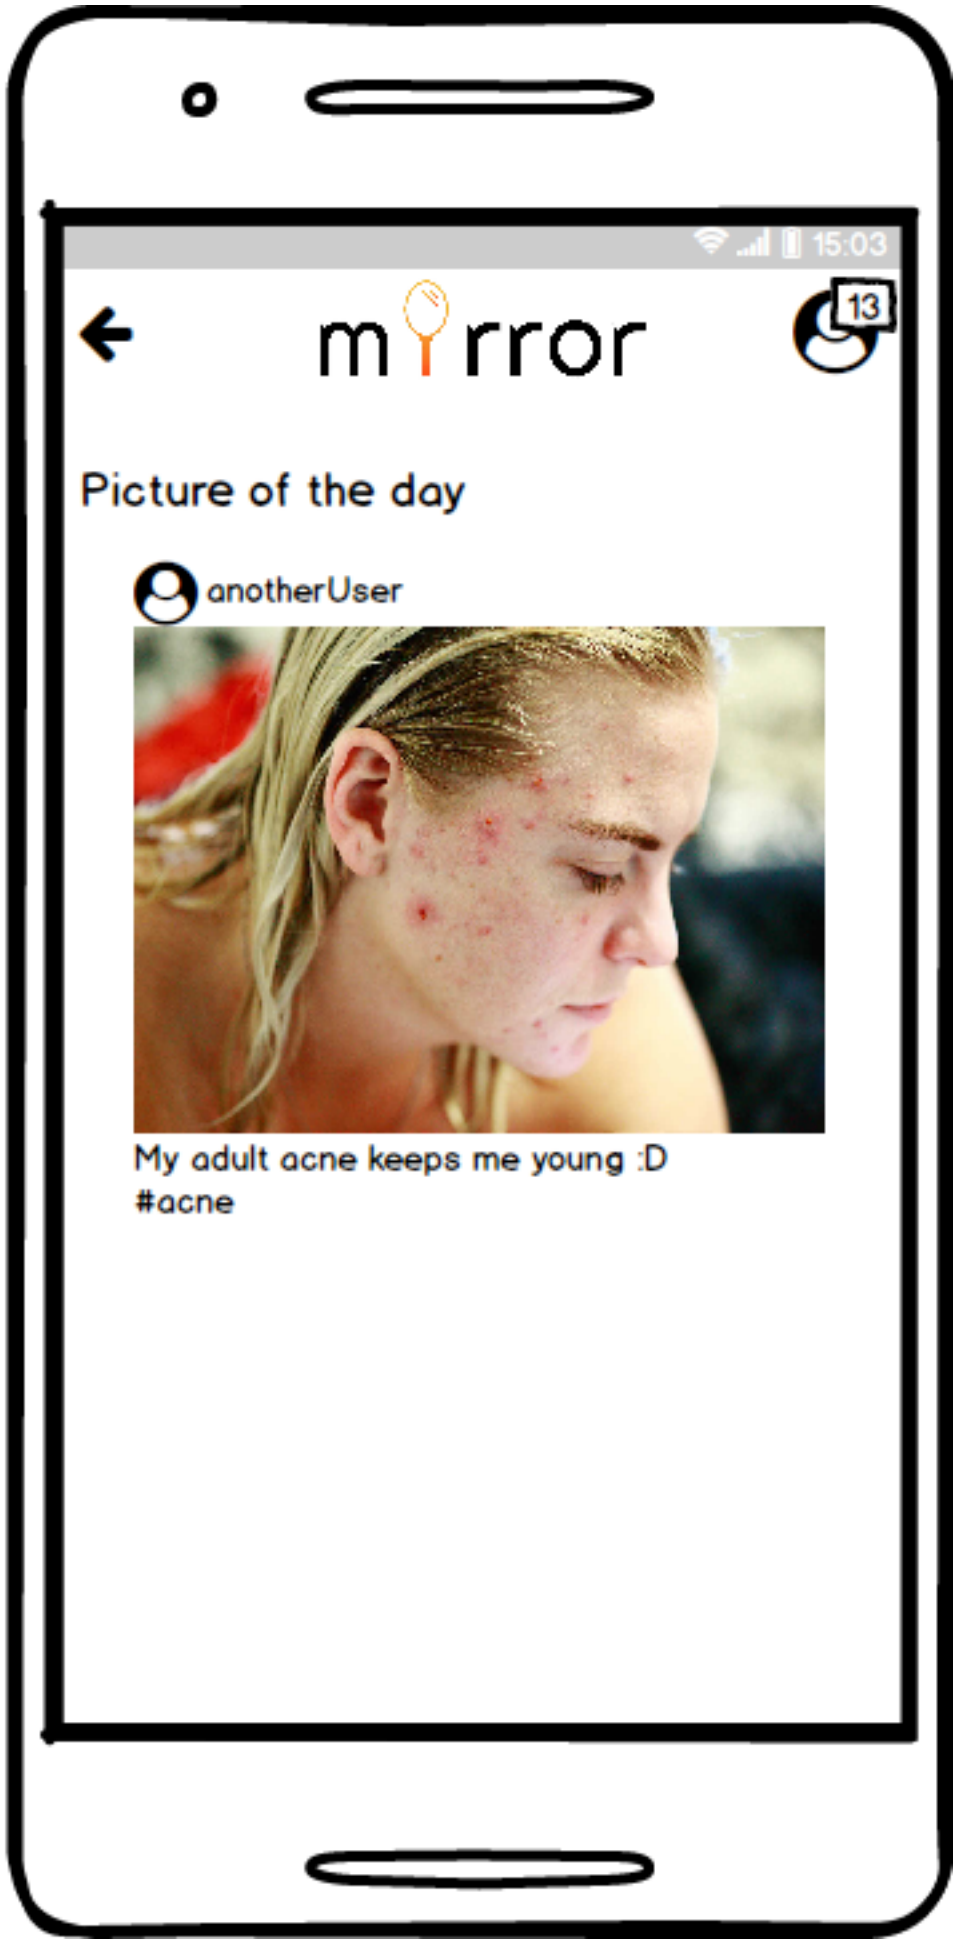 15:03
mirror
13
Picture of the day
anotherUser
My adult acne keeps me young :D
#acne